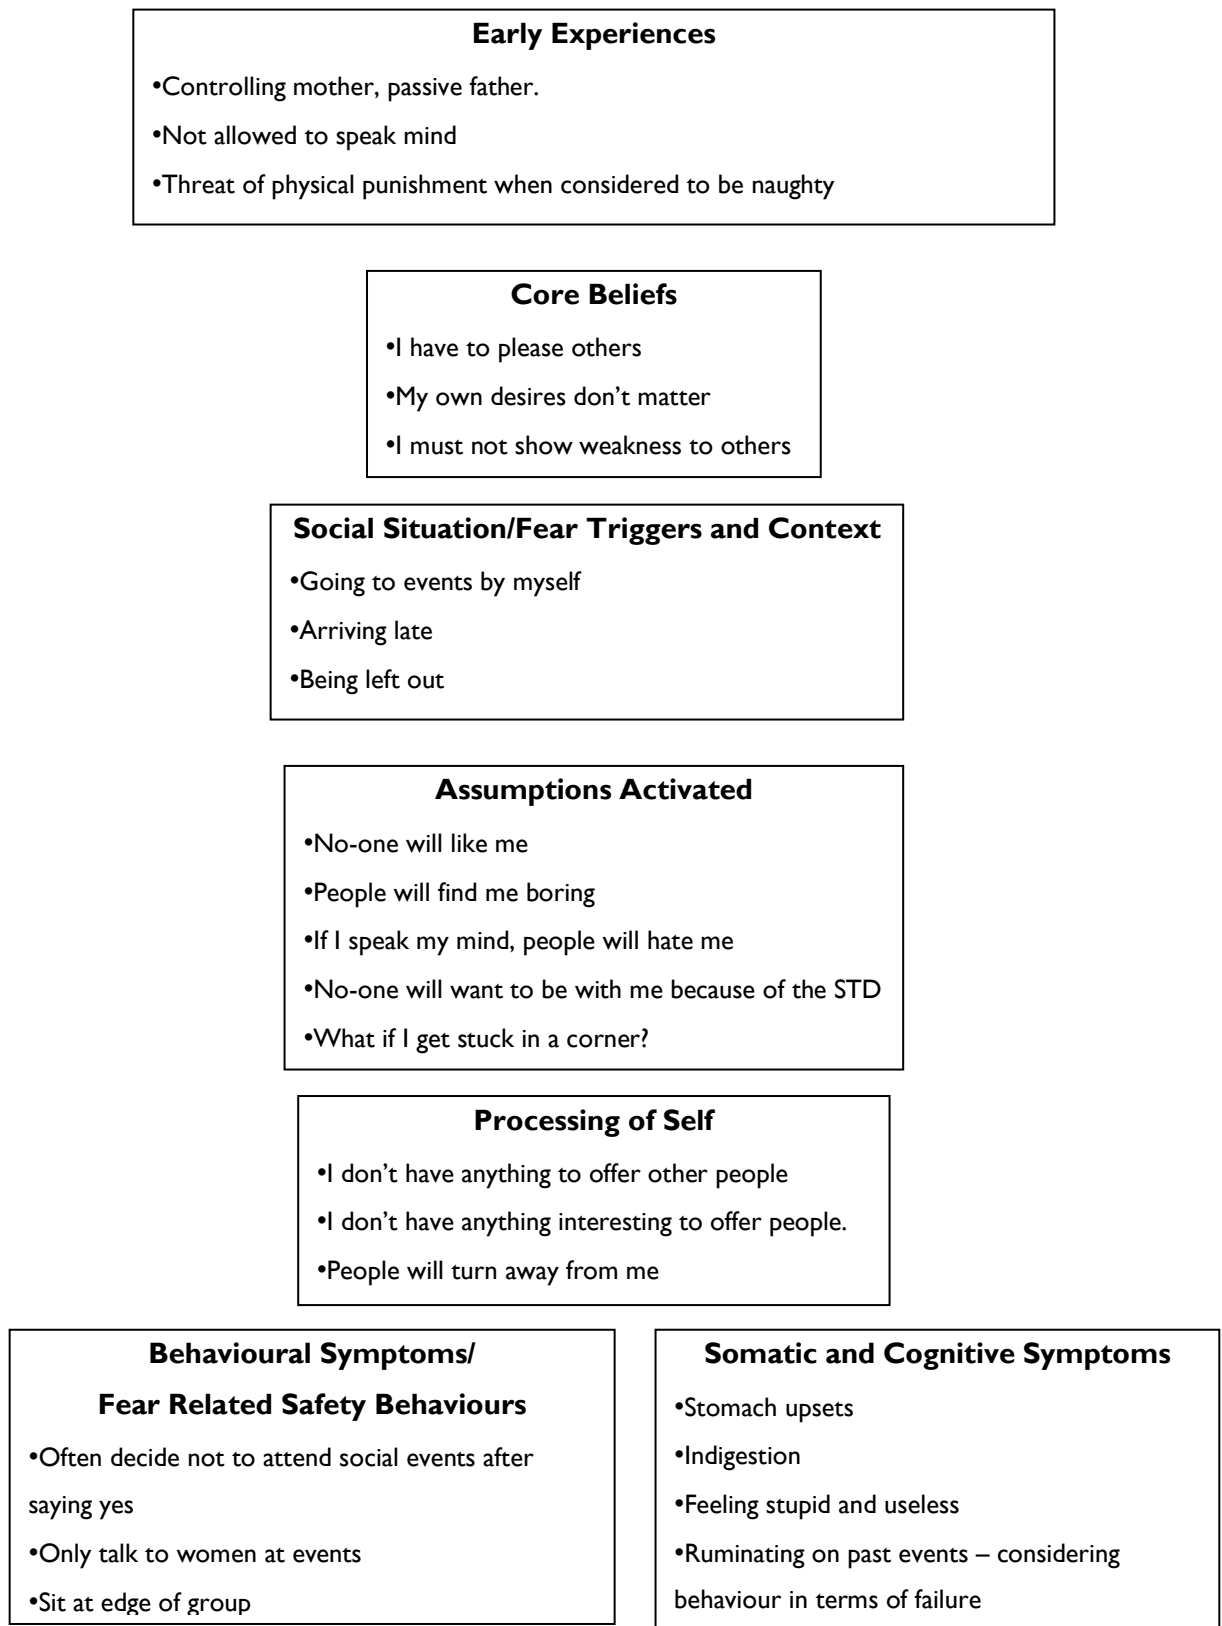 Early Experiences
•Controlling mother, passive father.
•Not allowed to speak mind
•Threat of physical punishment when considered to be naughty
Core Beliefs
•I have to please others
•My own desires don’t matter
•I must not show weakness to others
Social Situation/Fear Triggers and Context
•Going to events by myself
•Arriving late
•Being left out
Assumptions Activated
•No-one will like me
•People will find me boring
•If I speak my mind, people will hate me
•No-one will want to be with me because of the STD
•What if I get stuck in a corner?
Processing of Self
•I don’t have anything to offer other people
•I don’t have anything interesting to offer people.
•People will turn away from me
Behavioural Symptoms/
Fear Related Safety Behaviours
•Often decide not to attend social events after
saying yes
•Only talk to women at events
•Sit at edge of group
Somatic and Cognitive Symptoms
•Stomach upsets
•Indigestion
•Feeling stupid and useless
•Ruminating on past events – considering
behaviour in terms of failure